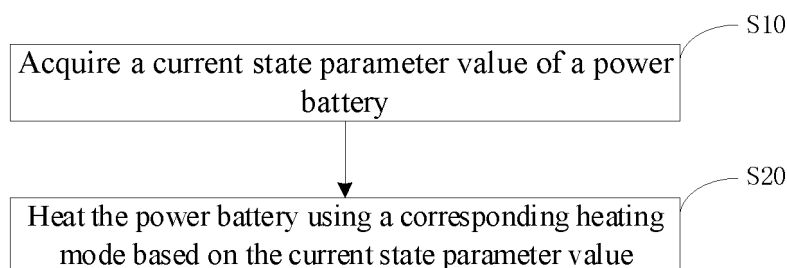 S10
Acquire a current state parameter value of a power
battery
S20
Heat the power battery using a corresponding heating
mode based on the current state parameter value